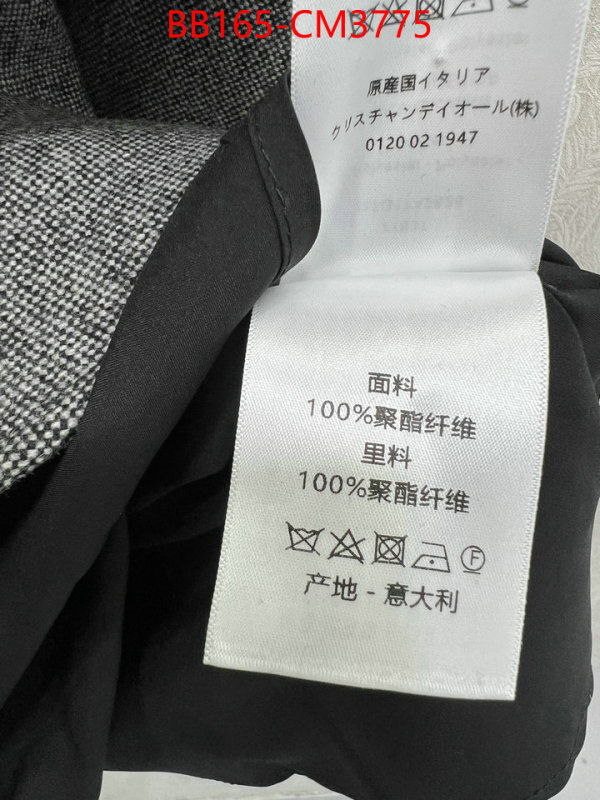 BB165-CM3775
原産国イタリア
クリスチャンディオール(株)
0120 02 1947
面料
100%聚酯纤维
里料
100%聚酯纤维
F
产地 - 意大利